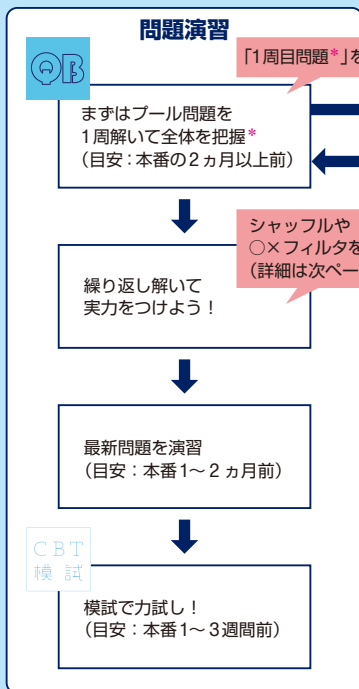 問題演習
QB
「1周目問題*」を
まずはプール問題を
1周解いて全体を把握*
(目安:本番の2ヵ月以上前)
シャッフルや
○×フィルタを
(詳細は次ペー
繰り返し解いて
実力をつけよう!
最新問題を演習
(目安:本番1~2ヵ月前)
CBT
模試
模試で力試し!
(目安:本番1~3週間前)